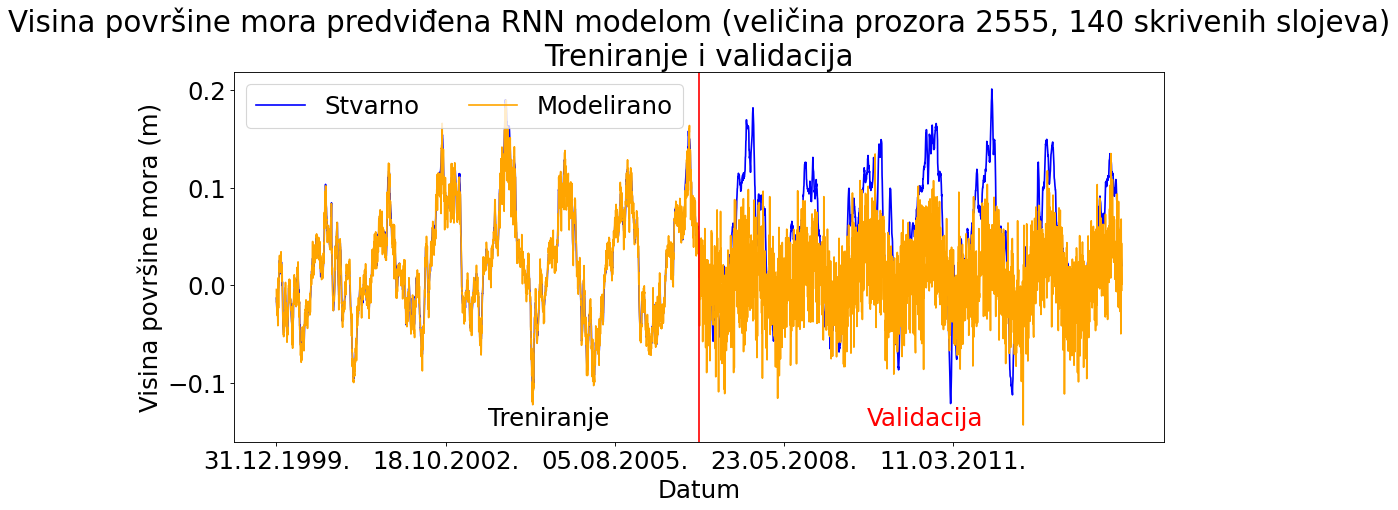 Visina površine mora predviđena RNN modelom (veličina prozora 2555, 140 skrivenih slojeva)
Treniranje i validacija
Stvarno
Modelirano
Visina površine mora (m)
0.2
0.1
0.0
−0.1
Treniranje
Validacija
31.12.1999.
18.10.2002.
05.08.2005.
23.05.2008.
11.03.2011.
Datum